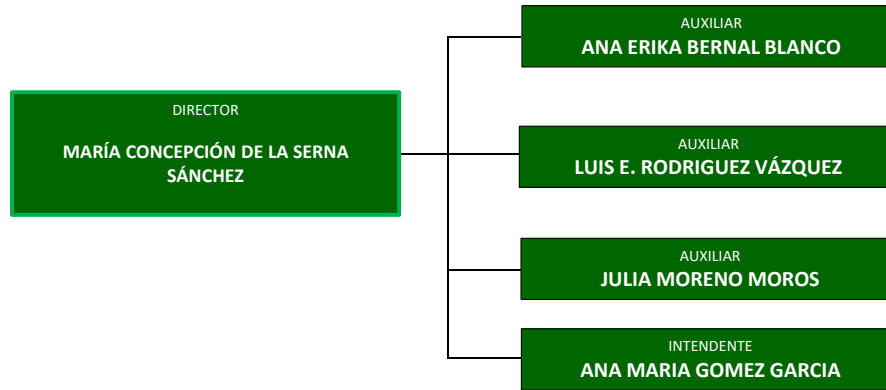 DIRECTOR
MARÍA CONCEPCIÓN DE LA SERNA
SÁNCHEZ
AUXILIAR
ANA ERIKA BERNAL BLANCO
AUXILIAR
LUIS E. RODRIGUEZ VÁZQUEZ
AUXILIAR
JULIA MORENO MOROS
INTENDENTE
ANA MARIA GOMEZ GARCIA